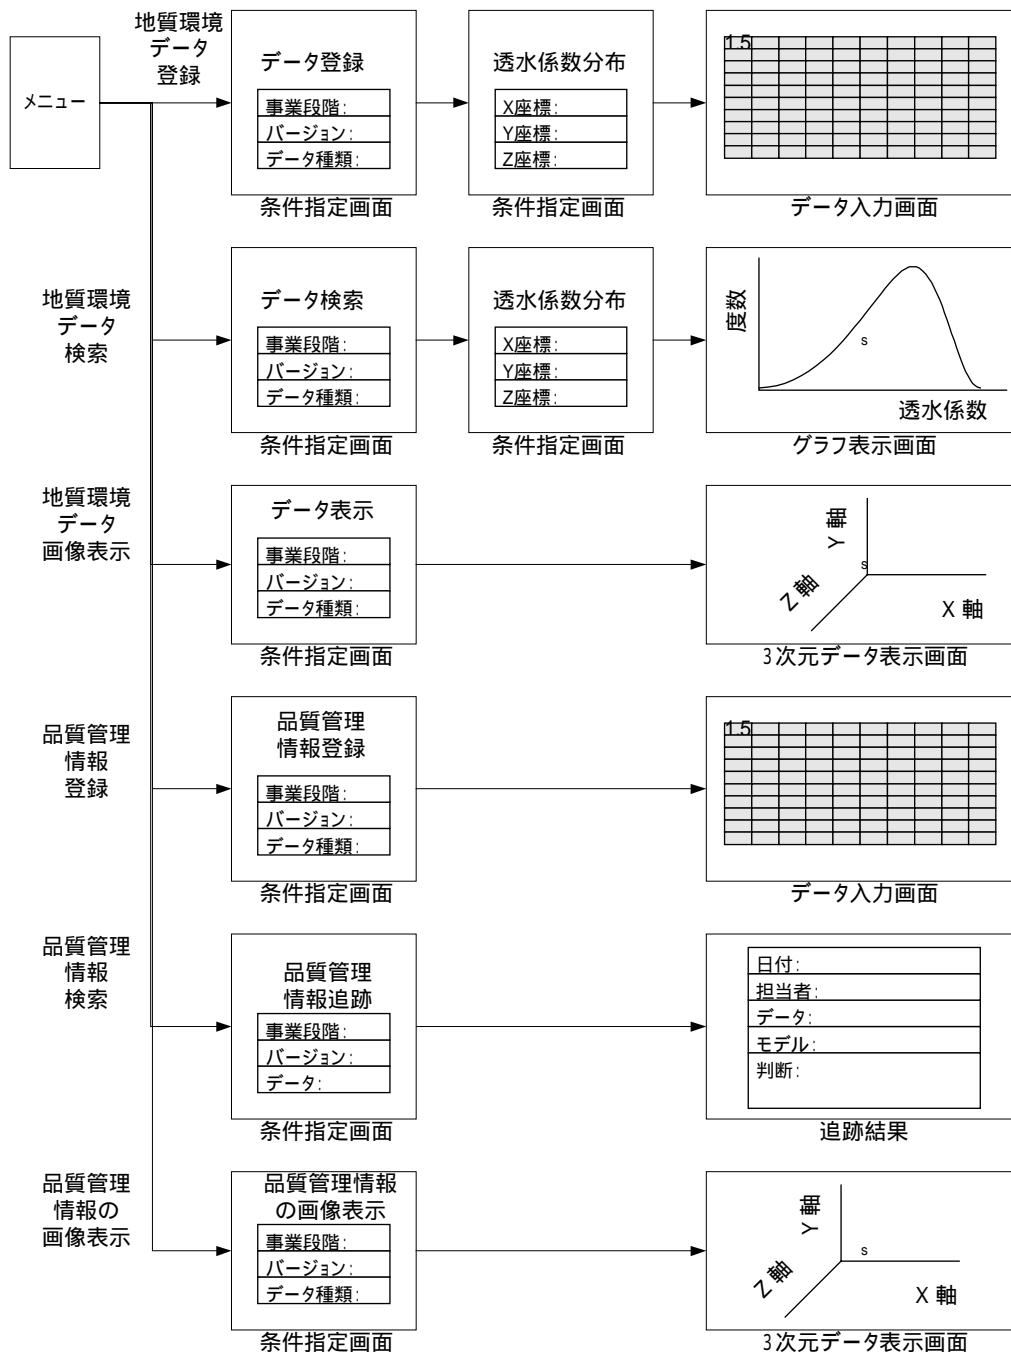 メニュー
地質環境
データ
登録
データ登録
事業段階:
バージョン:
データ種類:
条件指定画面
透水係数分布
X座標:
Y座標:
Z座標:
条件指定画面
1.5
データ入力画面
地質環境
データ
検索
データ検索
事業段階:
バージョン:
データ種類:
条件指定画面
透水係数分布
X座標:
Y座標:
Z座標:
条件指定画面
度数
s
透水係数
グラフ表示画面
地質環境
データ
画像表示
データ表示
事業段階:
バージョン:
データ種類:
条件指定画面
Y 軸
s
Z 軸
X 軸
3次元データ表示画面
品質管理
情報
登録
品質管理
情報登録
事業段階:
バージョン:
データ種類:
条件指定画面
1.5
データ入力画面
品質管理
情報
検索
品質管理
情報追跡
事業段階:
バージョン:
データ:
条件指定画面
日付:
担当者:
データ:
モデル:
判断:
追跡結果
品質管理
情報の
画像表示
品質管理情報
の画像表示
事業段階:
バージョン:
データ種類:
条件指定画面
Y 軸
s
Z 軸
X 軸
3次元データ表示画面